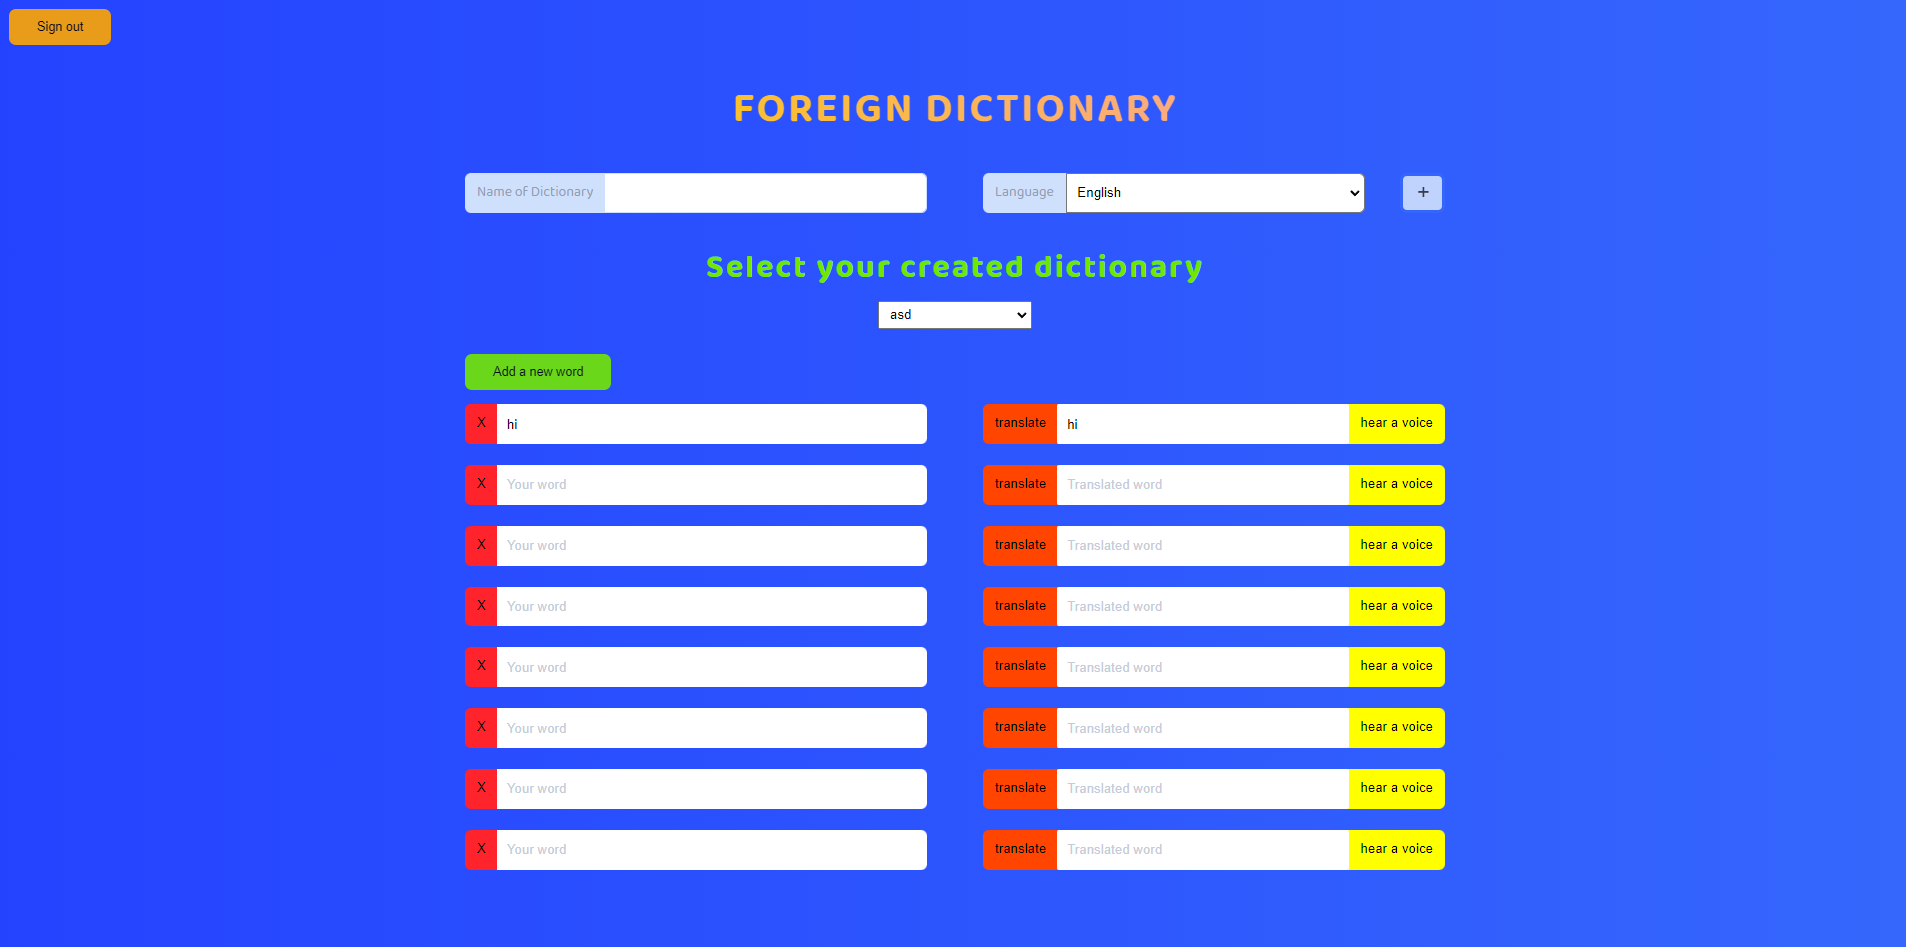 Sign out
FOREIGN DICTIONARY
Name of Dictionary Language English +
Select your created dictionary
asd
Add a new word
X hi translate hi hear a voice
X Your word translate Translated word hear a voice
X Your word translate Translated word hear a voice
X Your word translate Translated word hear a voice
X Your word translate Translated word hear a voice
X Your word translate Translated word hear a voice
X Your word translate Translated word hear a voice
X Your word translate Translated word hear a voice